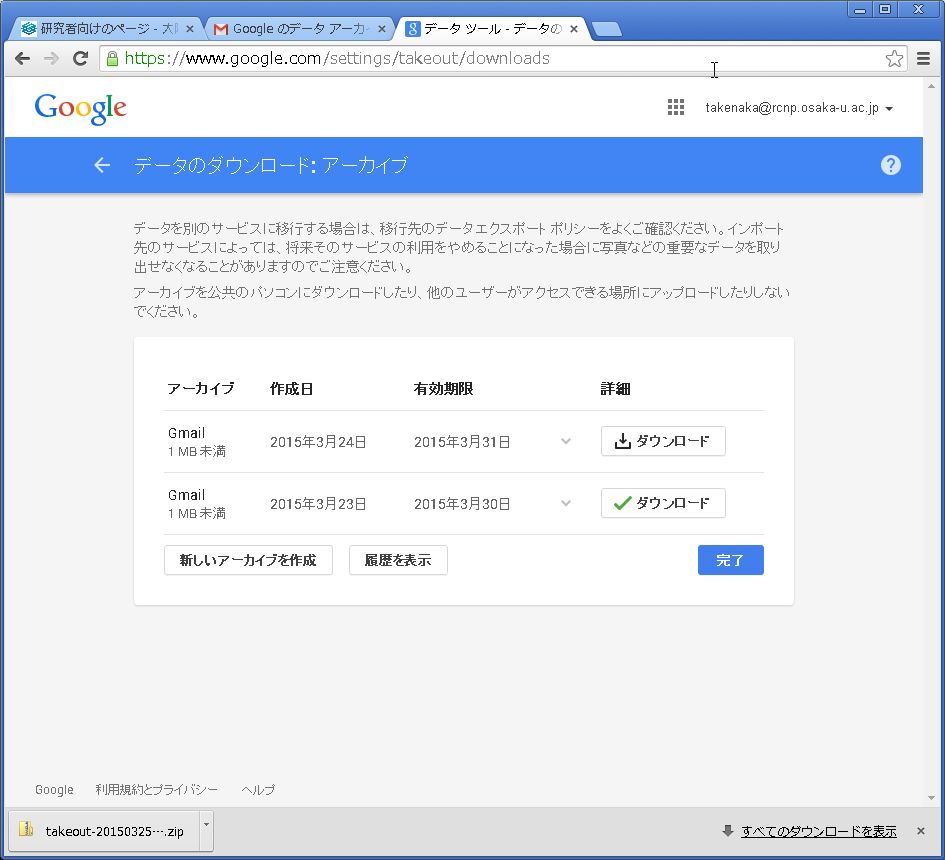 研究者向けのページ - 大
Google のデータ アーカ
データ ツール - データの
https://www.google.com/settings/takeout/downloads
Google
takenaka@rcnp.osaka-u.ac.jp
データのダウンロード: アーカイブ
データを別のサービスに移行する場合は、移行先のデータ エクスポート ポリシーをよくご確認ください。インポート
先のサービスによっては、将来そのサービスの利用をやめることになった場合に写真などの重要なデータを取り
出せなくなることがありますのでご注意ください。
アーカイブを公共のパソコンにダウンロードしたり、他のユーザーがアクセスできる場所にアップロードしたりしない
でください。
アーカイブ 作成日 有効期限 詳細
Gmail
1 MB 未満
2015年3月24日 2015年3月31日 ダウンロード
Gmail
1 MB 未満
2015年3月23日 2015年3月30日 ダウンロード
新しいアーカイブを作成 履歴を表示 完了
Google 利用規約とプライバシー ヘルプ
takeout-20150325-….zip すべてのダウンロードを表示